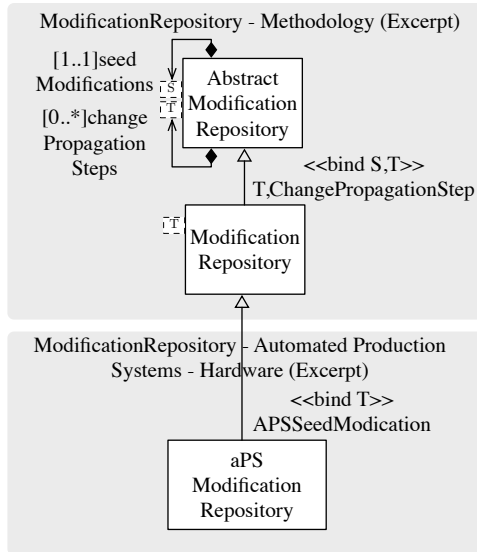 ModificationRepository - Methodology (Excerpt)
[1..1]seed
Modifications
[0..*]change
Propagation
Steps
S
T
Abstract
Modification
Repository
<<bind S,T>>
T,ChangePropagationStep
T
Modification
Repository
ModificationRepository - Automated Production
Systems - Hardware (Excerpt)
<<bind T>>
APSSeedModication
aPS
Modification
Repository